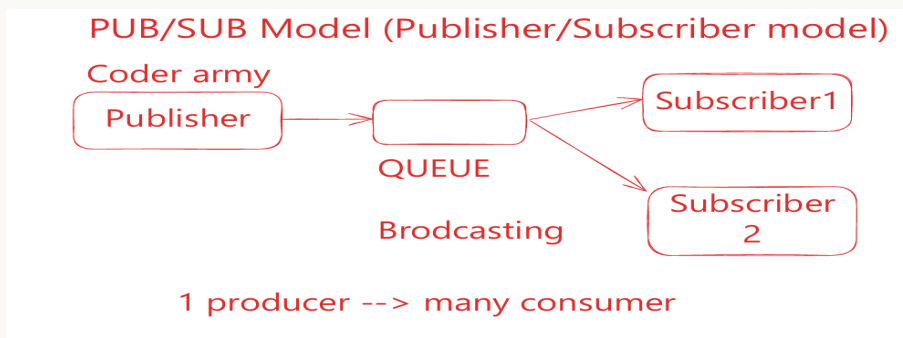 PUB/SUB Model (Publisher/Subscriber model)
Coder army
Publisher
Subscriber1
QUEUE
Subscriber
2
Brodcasting
1 producer --> many consumer